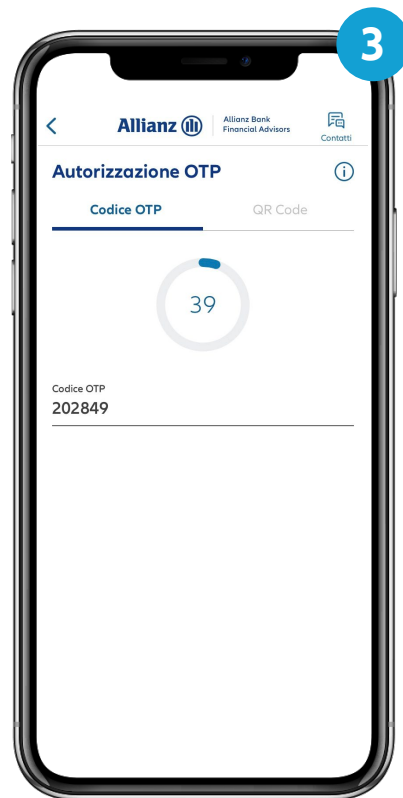 3
Allianz
Allianz Bank
Financial Advisors
Contatti
Autorizzazione OTP
Codice OTP
QR Code
39
Codice OTP
202849